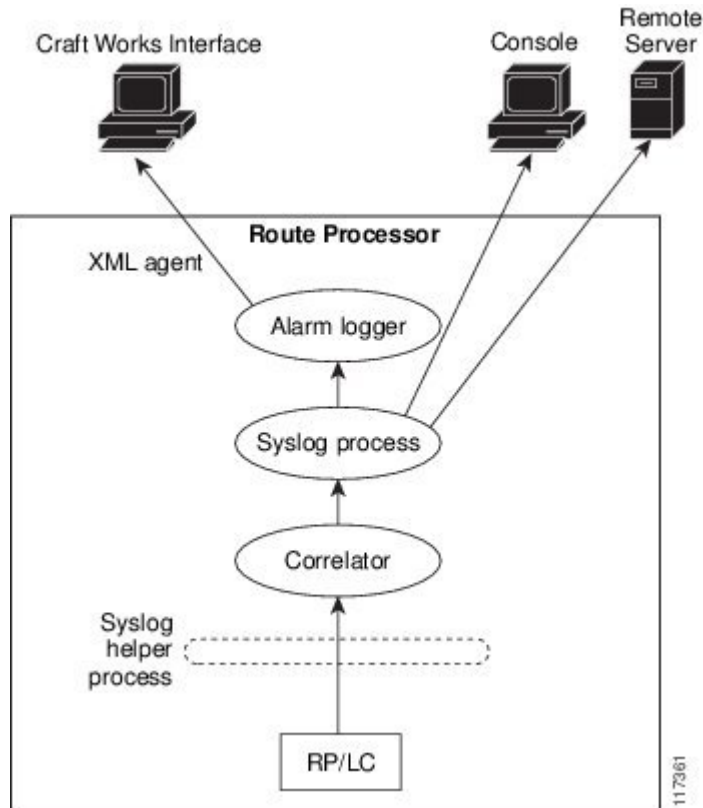 Craft Works Interface
Console
Remote
Server
Route Processor
XML agent
Alarm logger
Syslog process
Correlator
Syslog
helper
process
RP/LC
117361